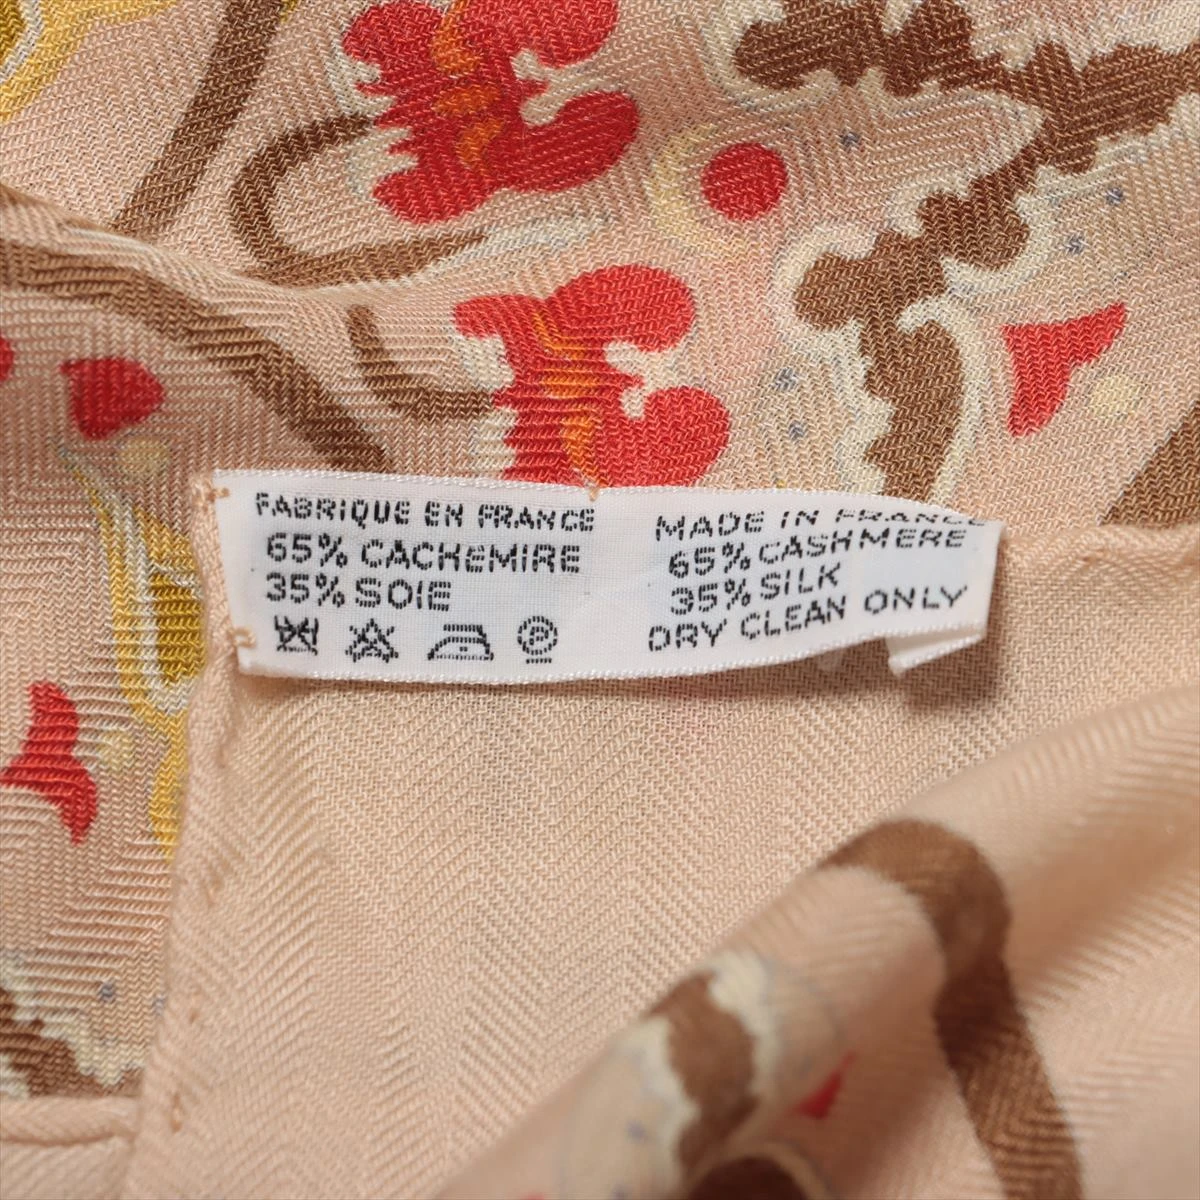 FABRIQUE EN FRANCE
65% CACHEMIRE
35% SOIE
P
MADE IN FRANCE
65% CASHMERE
35% SILK
DRY CLEAN ONLY